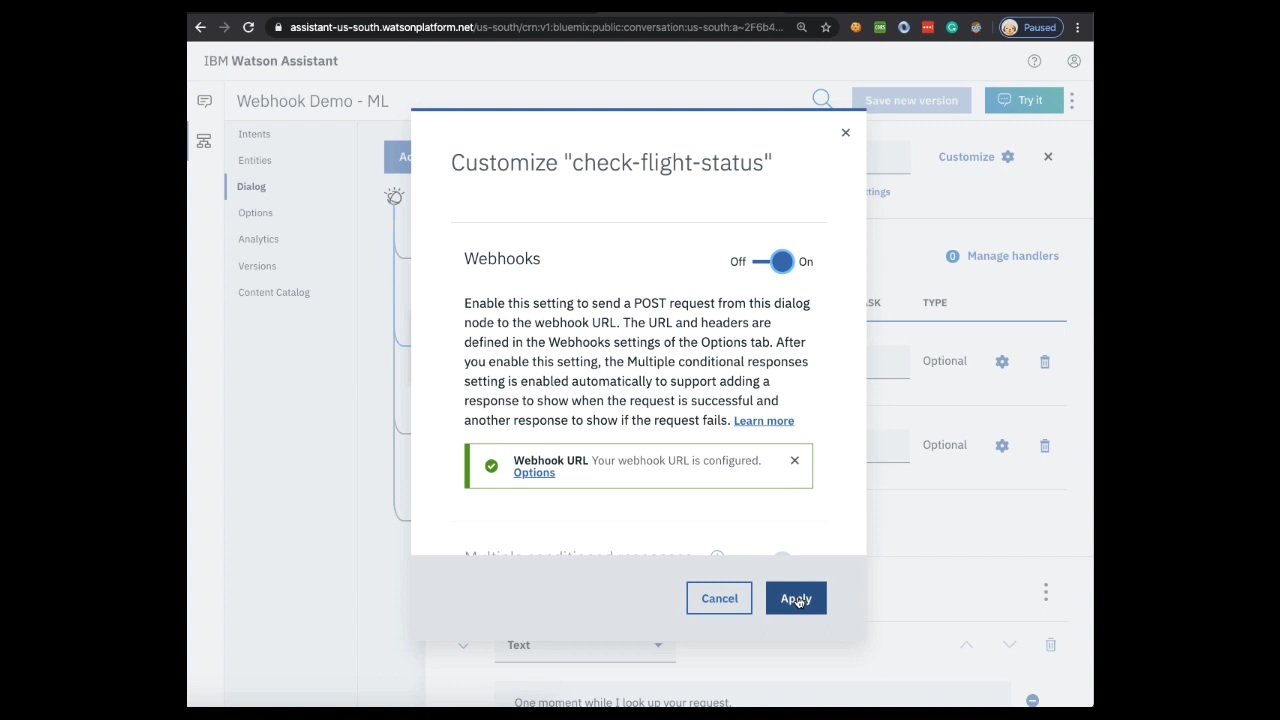 assistant-us-south.watsonplatform.net/us-south/crn:v1:bluemix:public:conversation:us-south:a~2F6b4...
Paused
IBM Watson Assistant
Webhook Demo - ML
Save new version
Try it
Intents
Entities
Dialog
Options
Analytics
Versions
Content Catalog
Customize
0 Manage handlers
TYPE
Optional
Optional
Customize "check-flight-status"
Webhooks
Off On
Enable this setting to send a POST request from this dialog
node to the webhook URL. The URL and headers are
defined in the Webhooks settings of the Options tab. After
you enable this setting, the Multiple conditional responses
setting is enabled automatically to support adding a
response to show when the request is successful and
another response to show if the request fails. Learn more
Webhook URL Your webhook URL is configured.
Options
Multiple conditioned responses
Cancel
Apply
Text
One moment while I look up your request.